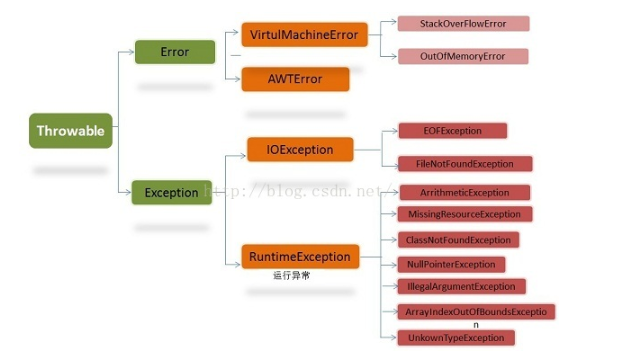 StackOverFlowError
VirtulMachineError
Error
OutOfMemoryError
AWTError
Throwable
EOFException
IOException
FileNotFoundException
Exception
http://blog.csdn.net/
ArrithmeticException
MissingResourceException
ClassNotFoundException
RuntimeException
运行异常
NullPointerException
IllegalArgumentException
ArrayIndexOutOfBoundsExceptio
n
UnkownTypeException